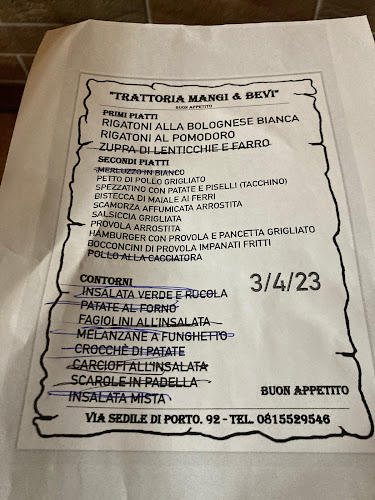 "TRATTORIA MANGI & BEVI"
BUON APPETITO
PRIMI PIATTI
RIGATONI ALLA BOLOGNESE BIANCA
RIGATONI AL POMODORO
ZUPPA DI LENTICCHIE E FARRO
SECONDI PIATTI
MERLUZZO IN BIANCO
PETTO DI POLLO GRIGLIATO
SPEZZATINO CON PATATE E PISELLI (TACCHINO)
BISTECCA DI MAIALE AI FERRI
SCAMORZA AFFUMICATA ARROSTITA
SALSICCIA GRIGLIATA
PROVOLA ARROSTITA
HAMBURGER CON PROVOLA E PANCETTA GRIGLIATO
BOCCONCINI DI PROVOLA IMPANATI FRITTI
POLLO ALLA CACCIATORA
CONTORNI
3/4/23
INSALATA VERDE E RUCOLA
PATATE AL FORNO
FAGIOLINI ALL'INSALATA
MELANZANE A FUNGHETTO
CROCCHÈ DI PATATE
CARCIOFI ALL'INSALATA
SCAROLE IN PADELLA
INSALATA MISTA
BUON APPETITO
VIA SEDILE DI PORTO. 92 - TEL. 0815529546